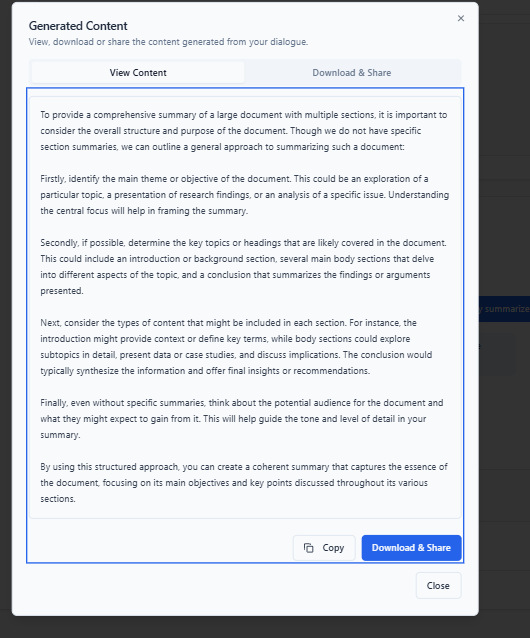 Generated Content
View, download or share the content generated from your dialogue.
View Content
Download & Share
To provide a comprehensive summary of a large document with multiple sections, it is important to
consider the overall structure and purpose of the document. Though we do not have specific
section summaries, we can outline a general approach to summarizing such a document:
Firstly, identify the main theme or objective of the document. This could be an exploration of a
particular topic, a presentation of research findings, or an analysis of a specific issue. Understanding
the central focus will help in framing the summary.
Secondly, if possible, determine the key topics or headings that are likely covered in the document.
This could include an introduction or background section, several main body sections that delve
into different aspects of the topic, and a conclusion that summarizes the findings or arguments
presented.
Next, consider the types of content that might be included in each section. For instance, the
introduction might provide context or define key terms, while body sections could explore
subtopics in detail, present data or case studies, and discuss implications. The conclusion would
typically synthesize the information and offer final insights or recommendations.
Finally, even without specific summaries, think about the potential audience for the document and
what they might expect to gain from it. This will help guide the tone and level of detail in your
summary.
By using this structured approach, you can create a coherent summary that captures the essence of
the document, focusing on its main objectives and key points discussed throughout its various
sections.
Copy
Download & Share
Close